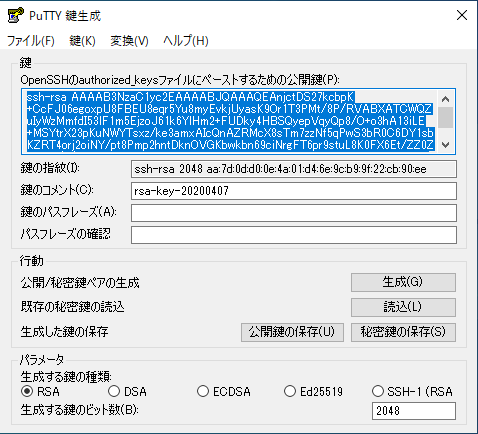 PuTTY 鍵生成
ファイル(F) 鍵(K) 変換(V) ヘルプ(H)
鍵
OpenSSHのauthorized_keysファイルにペーストするための公開鍵(P):
ssh-rsa AAAAB3NzaC1yc2EAAAABJQAAAQEAnjctDS27kcbpK
+CcFJ06egoxpU8FBEU8eqr5Yu8myEvkjUyasK9Or1T3PMt/8P/RVABXATCWQZ
uIyWzMmfdI53IF1m5EjzoJ61k6YIHm2+FUDky4HBSQyepVqyQp8/O+o3hA13iLE
+MSYtrX23pKuNWYTsxz/ke8amxAIcQnAZRMcX8sTm7zzNf5qPwS3bR0C6DY1sb
KZRT4orj2oiNY/pt8Pmp2hntDknOVGKbwkbn69ciNrgFT6pr9stuL8K0FX6Et/ZZ0Z
鍵の指紋(I): ssh-rsa 2048 aa:7d:0d:d0:0e:4a:01:d4:6e:9c:b9:9f:22:cb:90:ee
鍵のコメント(C): rsa-key-20200407
鍵のパスフレーズ(A):
パスフレーズの確認
行動
公開/秘密鍵ペアの生成 生成(G)
既存の秘密鍵の読込 読込(L)
生成した鍵の保存 公開鍵の保存(U) 秘密鍵の保存(S)
パラメータ
生成する鍵の種類:
RSA DSA ECDSA Ed25519 SSH-1 (RSA
生成する鍵のビット数(B): 2048